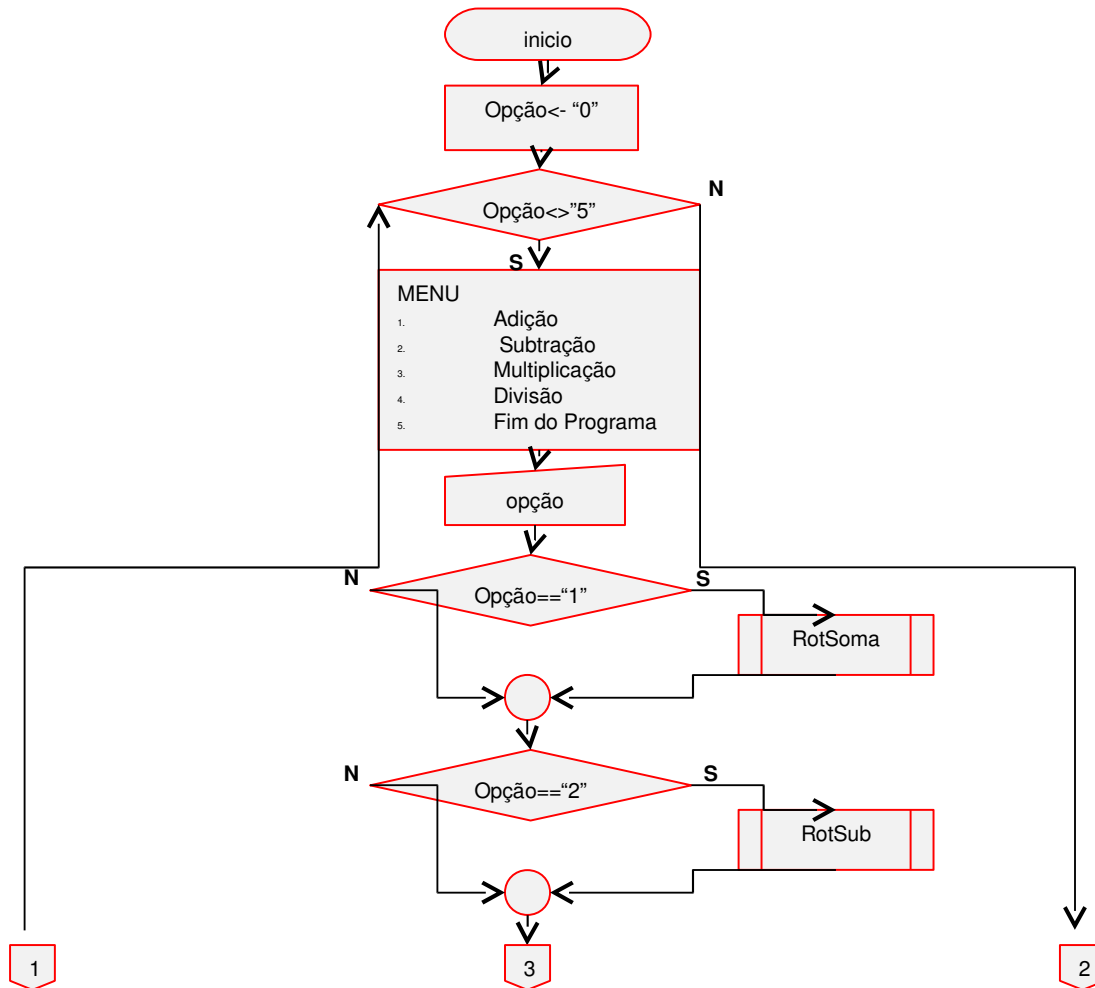 inicio
Opção<- “0”
N
Opção<>”5”
S
MENU
1. Adição
2. Subtração
3. Multiplicação
4. Divisão
5. Fim do Programa
opção
N
S
Opção==“1”
RotSoma
N
S
Opção==“2”
RotSub
1
3
2